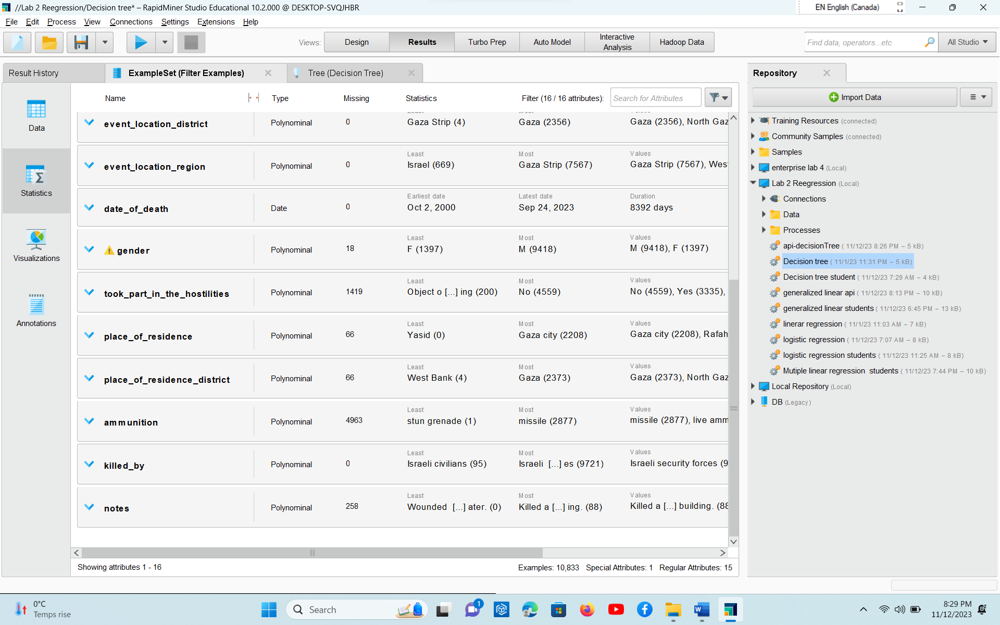 //Lab 2 Reegression/Decision tree* – RapidMiner Studio Educational 10.2.000 @ DESKTOP-SVQJHBR
EN English (Canada)
File Edit Process View Connections Settings Extensions Help
Views: Design Results Turbo Prep Auto Model Interactive Analysis Hadoop Data
Find data, operators...etc All Studio
Result History ExampleSet (Filter Examples) Tree (Decision Tree)
Data
Statistics
Visualizations
Annotations
Name Type Missing Statistics Filter (16 / 16 attributes): Search for Attributes
event_location_district Polynominal 0 Gaza Strip (4) Gaza (2356) Gaza (2356), North Gaz
Least Most Values
event_location_region Polynominal 0 Israel (669) Gaza Strip (7567) Gaza Strip (7567), Wes
Earliest date Latest date Duration
date_of_death Date 0 Oct 2, 2000 Sep 24, 2023 8392 days
Least Most Values
gender Polynominal 18 F (1397) M (9418) M (9418), F (1397)
Least Most Values
took_part_in_the_hostilities Polynominal 1419 Object o [...] ing (200) No (4559) No (4559), Yes (3335),
Least Most Values
place_of_residence Polynominal 66 Yasid (0) Gaza city (2208) Gaza city (2208), Rafah
Least Most Values
place_of_residence_district Polynominal 66 West Bank (4) Gaza (2373) Gaza (2373), North Gaz
Least Most Values
ammunition Polynominal 4963 stun grenade (1) missile (2877) missile (2877), live amm
Least Most Values
killed_by Polynominal 0 Israeli civilians (95) Israeli [...] es (9721) Israeli security forces (9
Least Most Values
notes Polynominal 258 Wounded [...] ater. (0) Killed a [...] ing. (88) Killed a [...] building. (88
Showing attributes 1 - 16 Examples: 10,833 Special Attributes: 1 Regular Attributes: 15
Repository
Import Data
Training Resources (connected)
Community Samples (connected)
Samples
enterprise lab 4 (Local)
Lab 2 Reegression (Local)
Connections
Data
Processes
api-decisionTree ( 11/12/23 8:26 PM – 5 kB)
Decision tree ( 11/1/23 11:31 PM – 5 kB)
Decision tree student ( 11/12/23 7:29 AM – 4 kB)
generalized linear api ( 11/12/23 8:13 PM – 10 kB)
generalized linear students ( 11/12/23 6:45 PM – 13 kB)
linerar regression ( 11/1/23 11:03 AM – 7 kB)
logistic regression ( 11/12/23 7:07 AM – 8 kB)
logistic regression students ( 11/12/23 11:25 AM – 8 kB)
Mutiple linear regression students ( 11/12/23 7:44 PM – 10 kB)
Local Repository (Local)
DB (Legacy)
0°C
Temps rise
Search
1
8:29 PM
11/12/2023